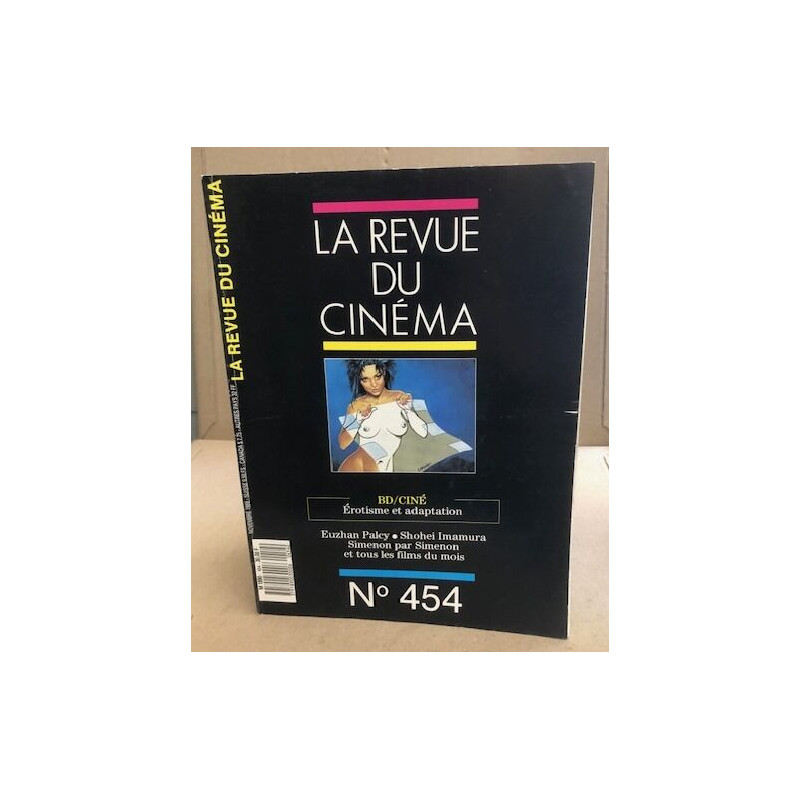 LA REVUE DU CINÉMA
LA REVUE
DU
CINÉMA
BD/CINÉ
Érotisme et adaptation
Euzhan Palcy • Shohei Imamura
Simenon par Simenon
et tous les films du mois
N° 454